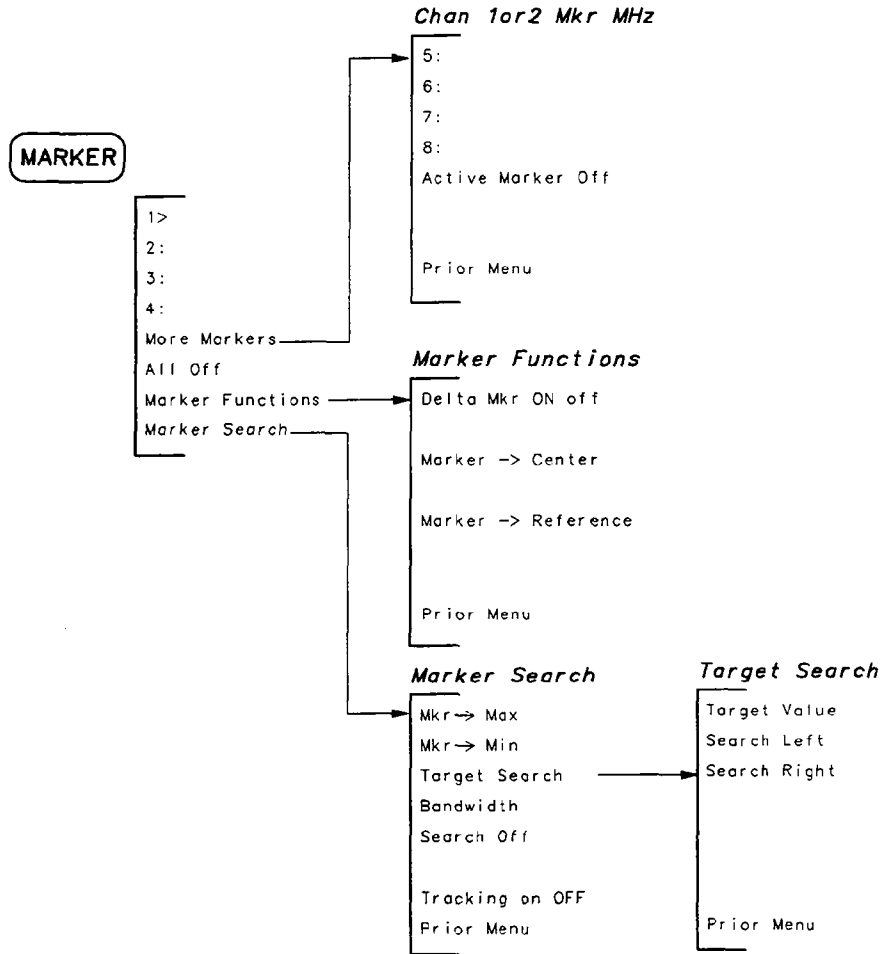 MARKER
1>
2:
3:
4:
More Markers
All Off
Marker Functions
Marker Search
Chan 1or2 Mkr MHz
5:
6:
7:
8:
Active Marker Off
Prior Menu
Marker Functions
Delta Mkr ON off
Marker -> Center
Marker -> Reference
Prior Menu
Marker Search
Mkr→ Max
Mkr→ Min
Target Search
Bandwidth
Search Off
Tracking on OFF
Prior Menu
Target Search
Target Value
Search Left
Search Right
Prior Menu